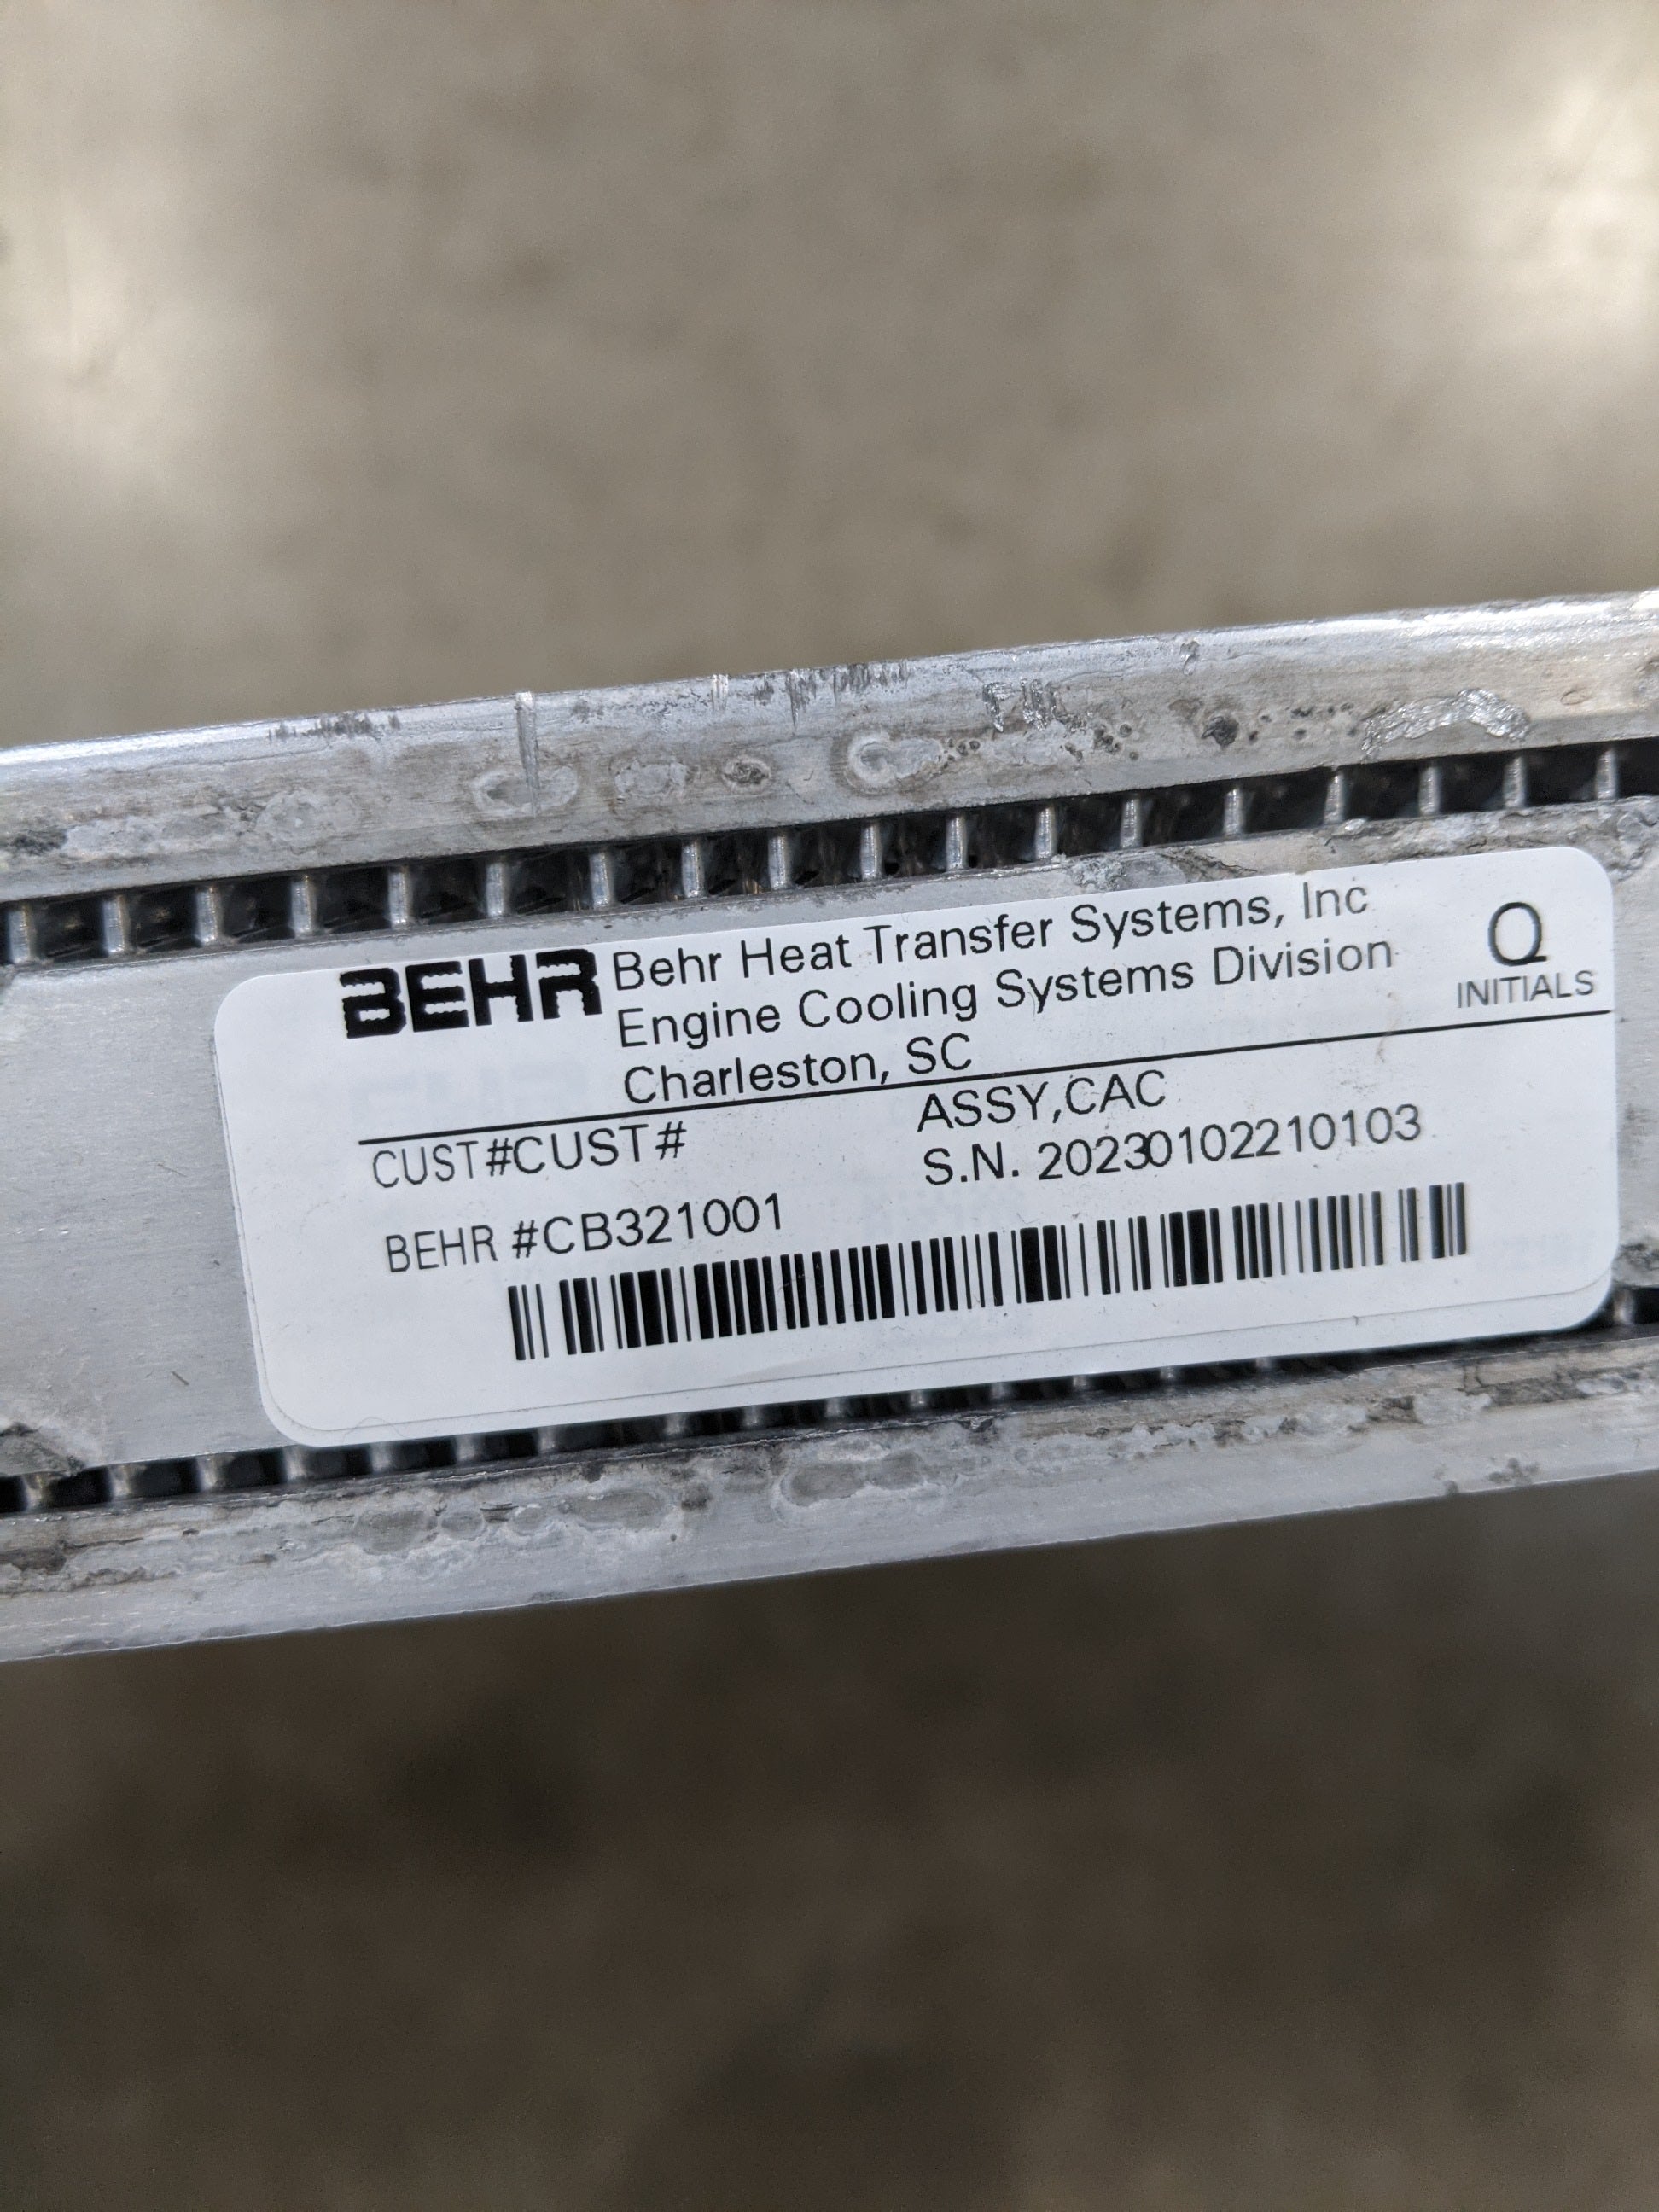 BEHR Behr Heat Transfer Systems, Inc
Engine Cooling Systems Division
Charleston, SC
Q
INITIALS
CUST#CUST#
ASSY,CAC
S.N. 20230102210103
BEHR #CB321001